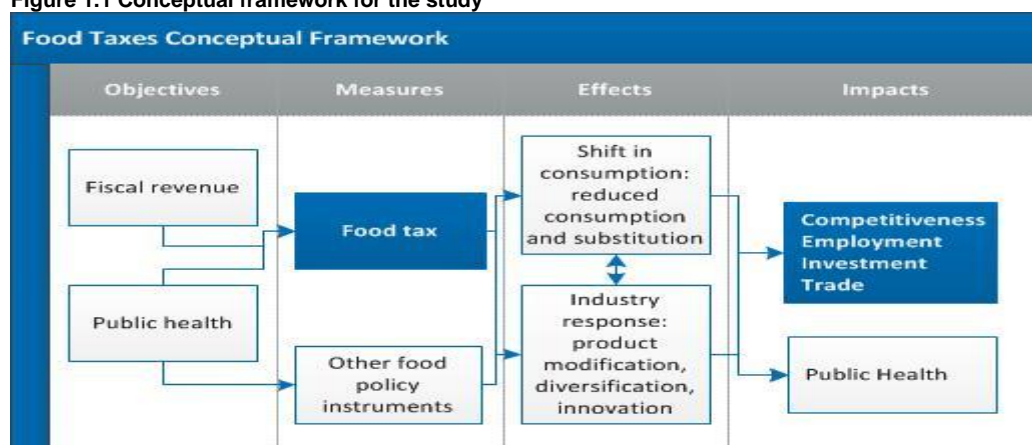 Figure 1.1 Conceptual framework for the study
Food Taxes Conceptual Framework
Objectives
Measures
Effects
Impacts
Fiscal revenue
Public health
Food tax
Other food
policy
instruments
Shift in
consumption:
reduced
consumption
and substitution
Industry
response:
product
modification,
diversification,
innovation
Competitiveness
Employment
Investment
Trade
Public Health